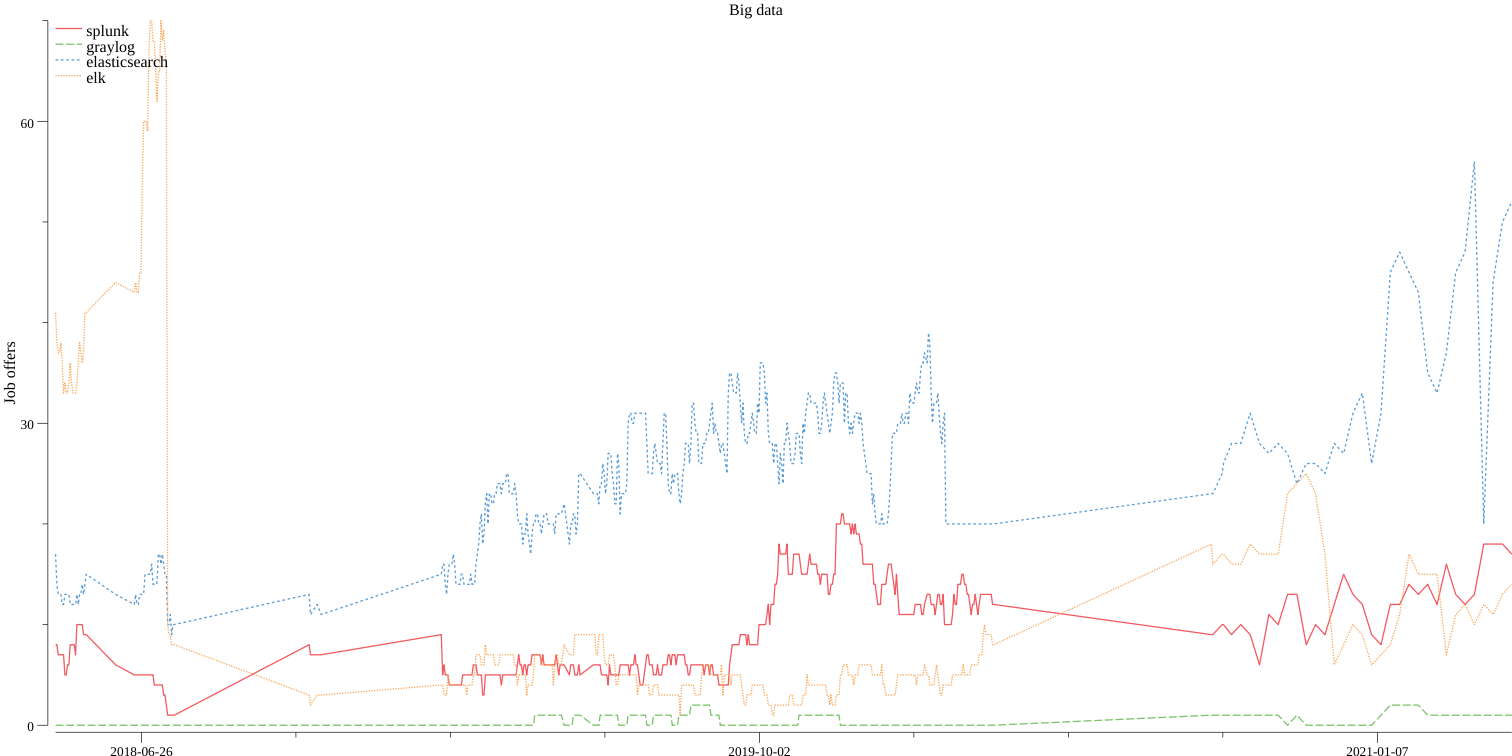 Big data
splunk
graylog
elasticsearch
elk
60
Job offers
30
0
2018-06-26
2019-10-02
2021-01-07